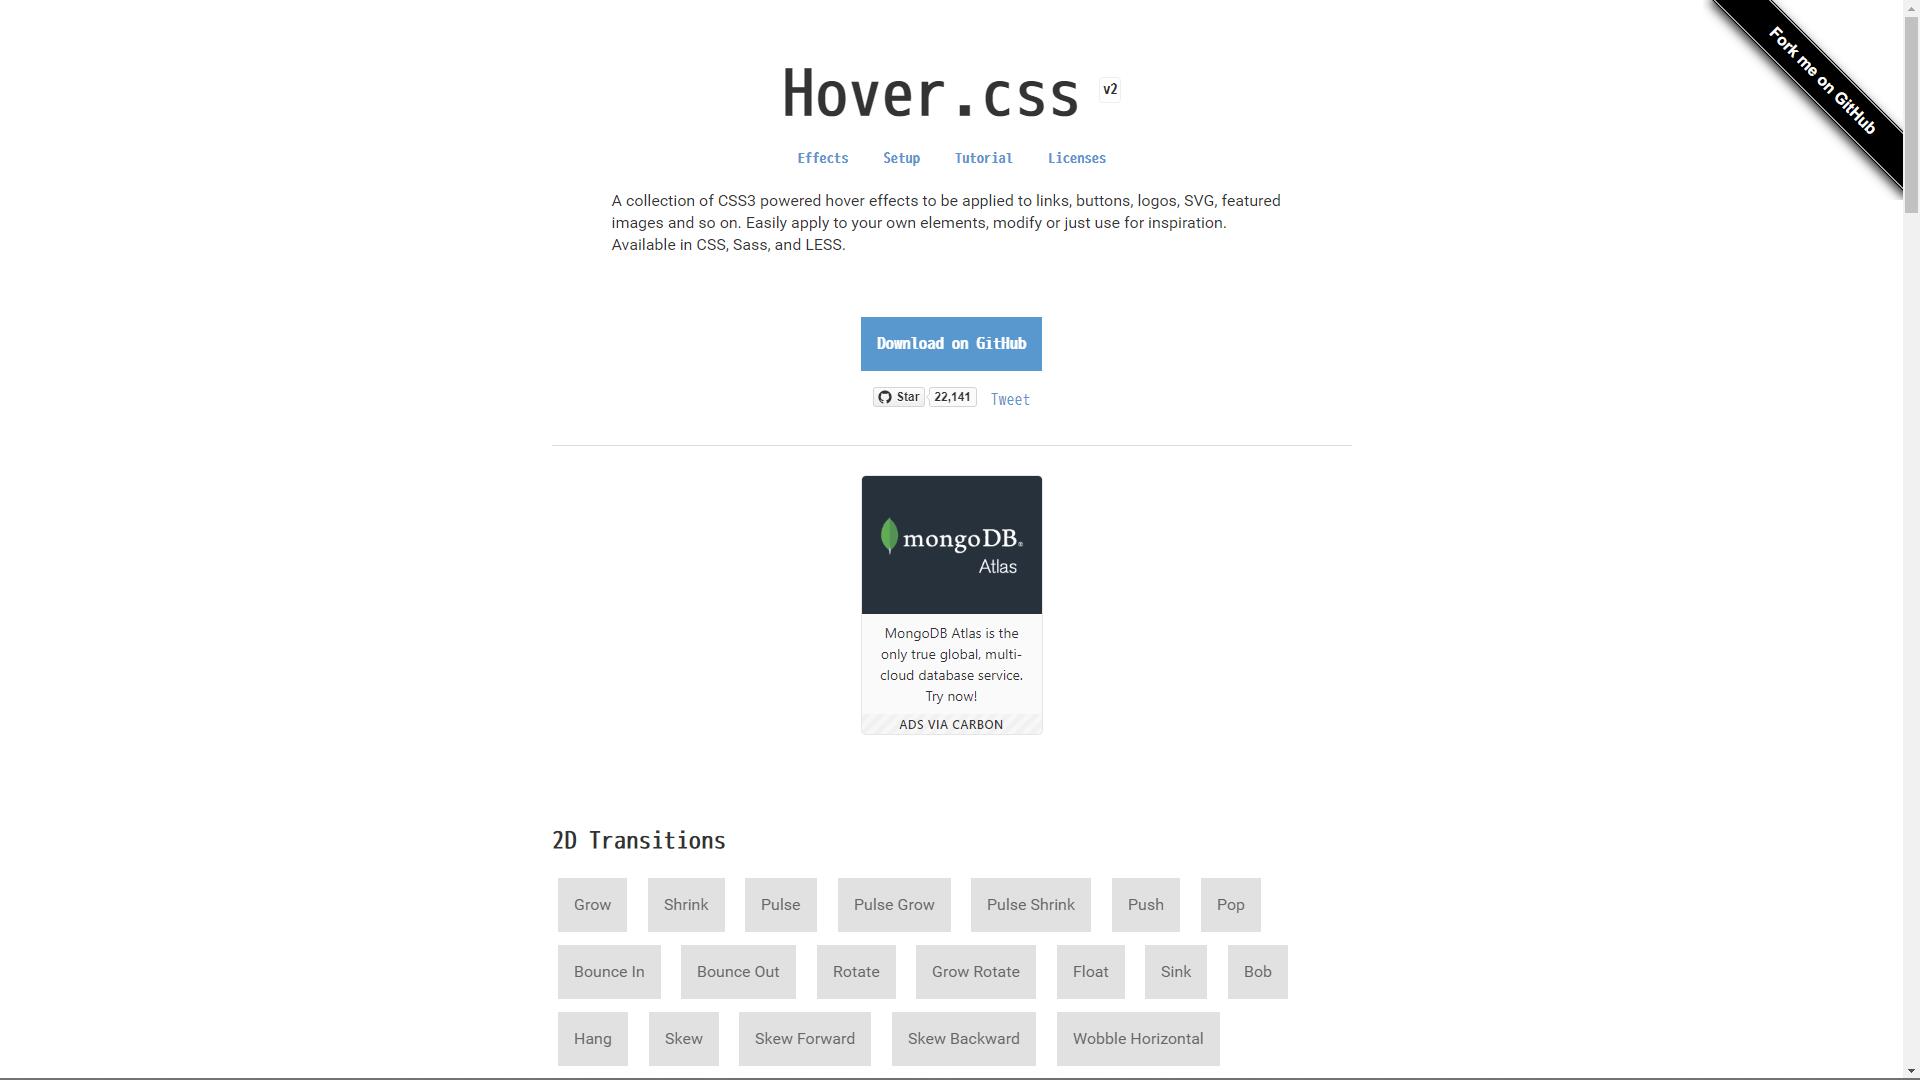 Fork me on GitHub
Hover.css v2
Effects Setup Tutorial Licenses
A collection of CSS3 powered hover effects to be applied to links, buttons, logos, SVG, featured
images and so on. Easily apply to your own elements, modify or just use for inspiration.
Available in CSS, Sass, and LESS.
Download on GitHub
Star 22,141 Tweet
mongoDB®
Atlas
MongoDB Atlas is the
only true global, multi-
cloud database service.
Try now!
ADS VIA CARBON
2D Transitions
Grow Shrink Pulse Pulse Grow Pulse Shrink Push Pop
Bounce In Bounce Out Rotate Grow Rotate Float Sink Bob
Hang Skew Skew Forward Skew Backward Wobble Horizontal